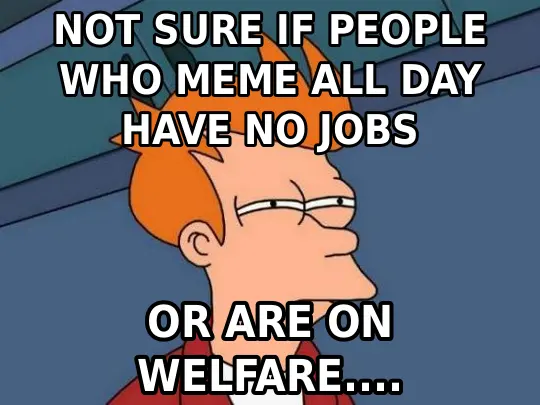 NOT SURE IF PEOPLE
WHO MEME ALL DAY
HAVE NO JOBS
OR ARE ON
WELFARE....